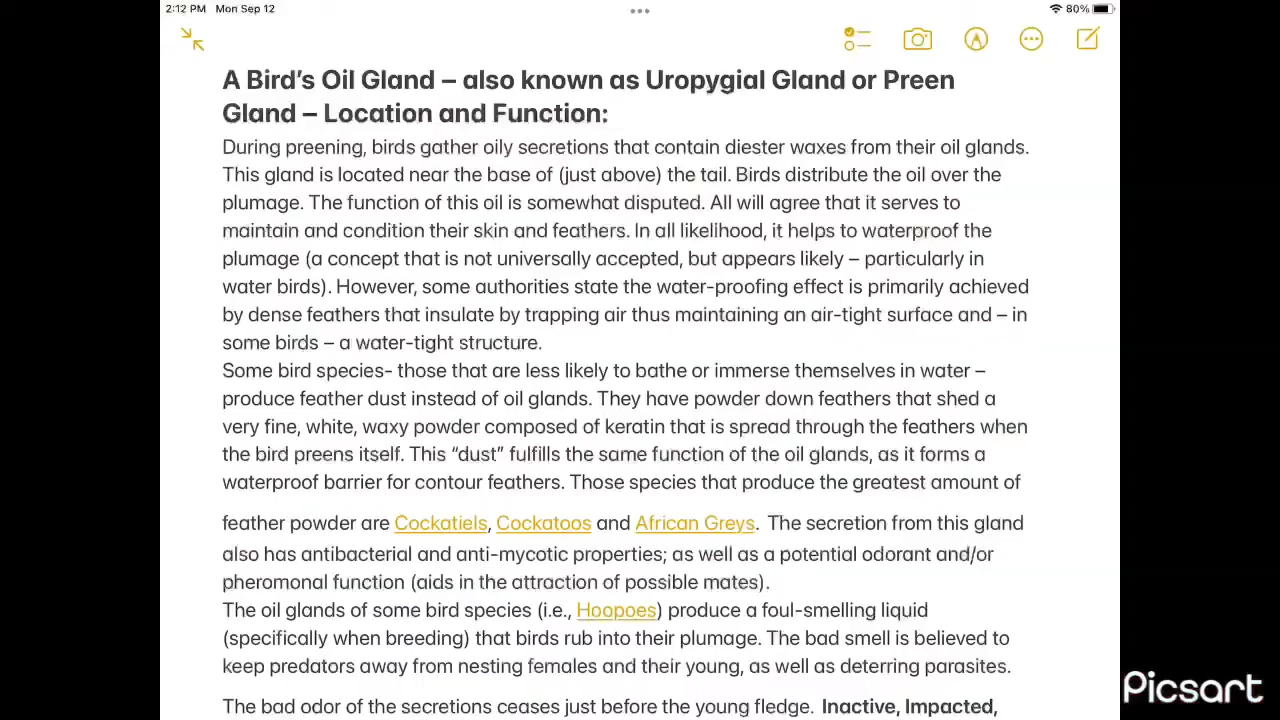 2:12 PM Mon Sep 12
80%
A Bird's Oil Gland – also known as Uropygial Gland or Preen
Gland – Location and Function:
During preening, birds gather oily secretions that contain diester waxes from their oil glands.
This gland is located near the base of (just above) the tail. Birds distribute the oil over the
plumage. The function of this oil is somewhat disputed. All will agree that it serves to
maintain and condition their skin and feathers. In all likelihood, it helps to waterproof the
plumage (a concept that is not universally accepted, but appears likely – particularly in
water birds). However, some authorities state the water-proofing effect is primarily achieved
by dense feathers that insulate by trapping air thus maintaining an air-tight surface and – in
some birds – a water-tight structure.
Some bird species- those that are less likely to bathe or immerse themselves in water –
produce feather dust instead of oil glands. They have powder down feathers that shed a
very fine, white, waxy powder composed of keratin that is spread through the feathers when
the bird preens itself. This “dust” fulfills the same function of the oil glands, as it forms a
waterproof barrier for contour feathers. Those species that produce the greatest amount of
feather powder are Cockatiels, Cockatoos and African Greys. The secretion from this gland
also has antibacterial and anti-mycotic properties; as well as a potential odorant and/or
pheromonal function (aids in the attraction of possible mates).
The oil glands of some bird species (i.e., Hoopoes) produce a foul-smelling liquid
(specifically when breeding) that birds rub into their plumage. The bad smell is believed to
keep predators away from nesting females and their young, as well as deterring parasites.
The bad odor of the secretions ceases just before the young fledge. Inactive, Impacted,
Picsart